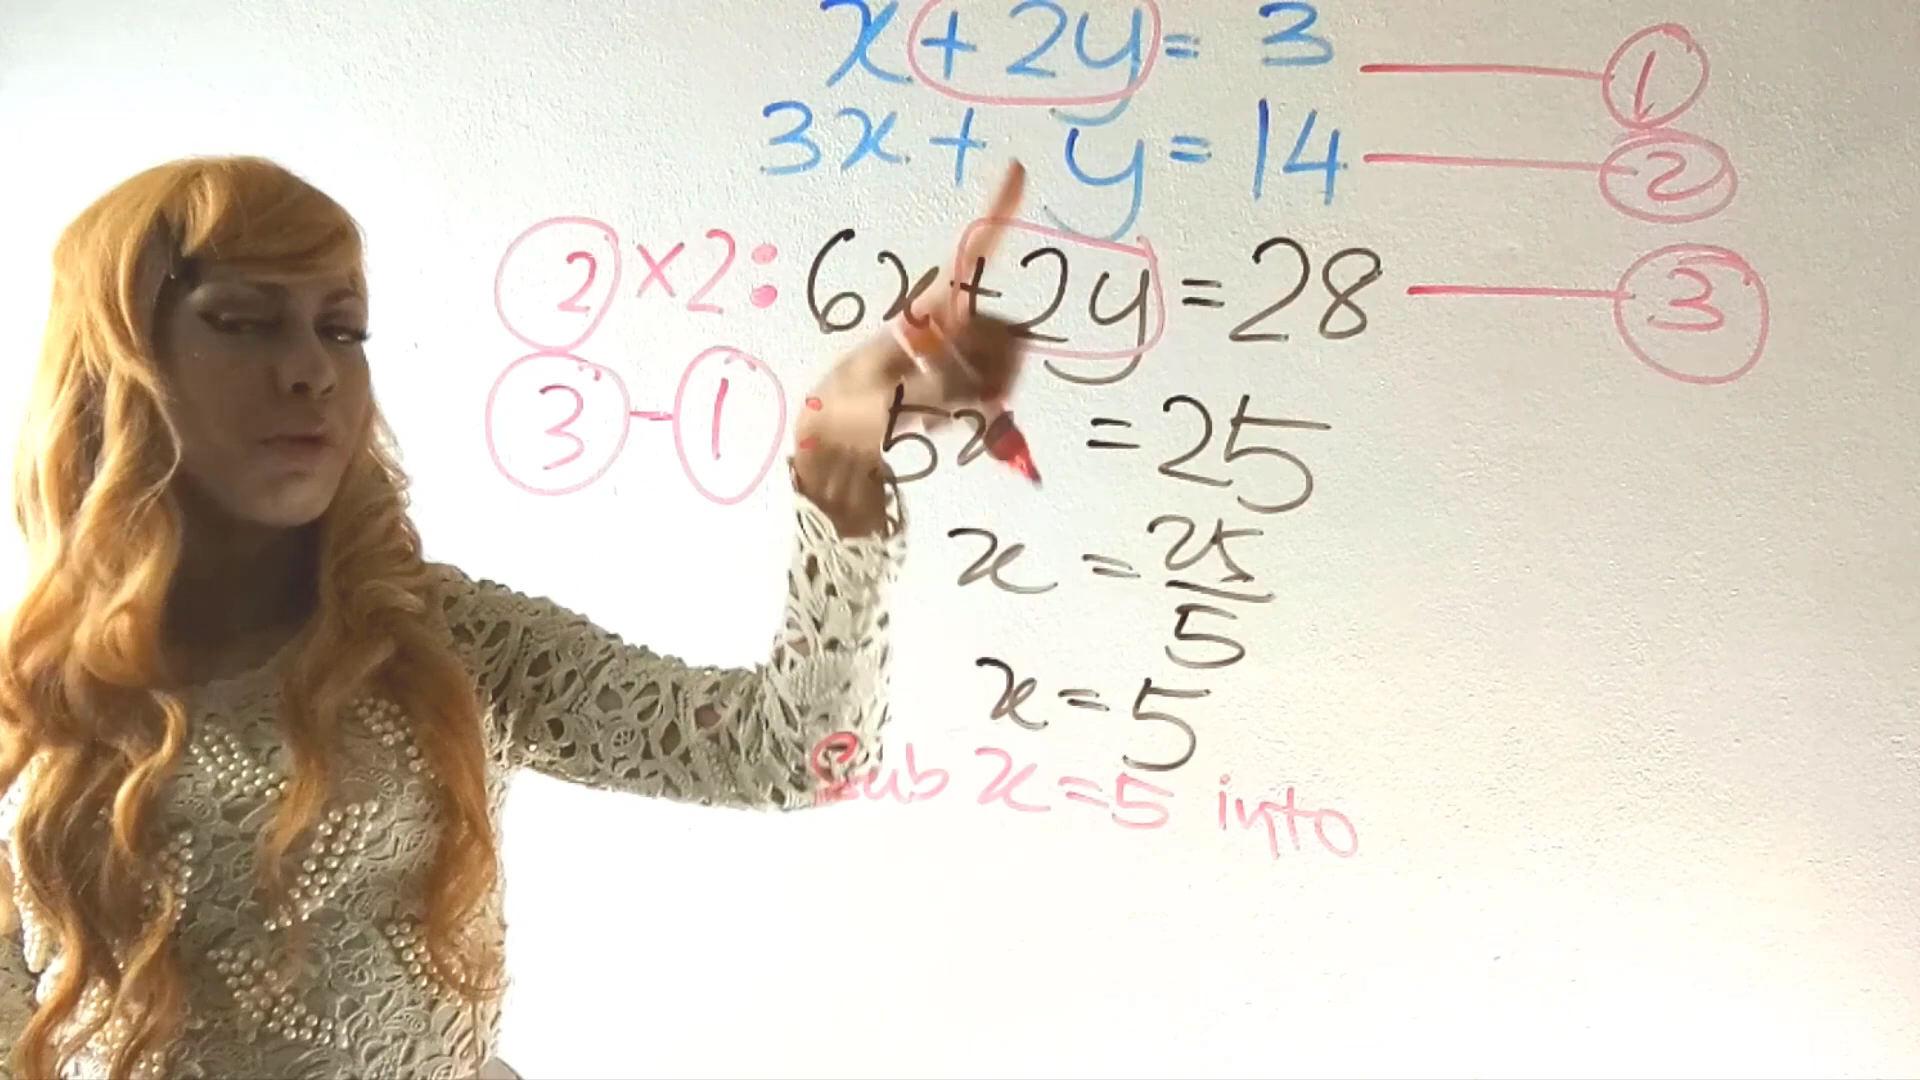 x + 2y = 3 ——— ①
3x + y = 14 ——— ②
② × 2 : 6x + 2y = 28 ——— ③
③ - ① : 5x = 25
x = 25/5
x = 5
Sub x = 5 into